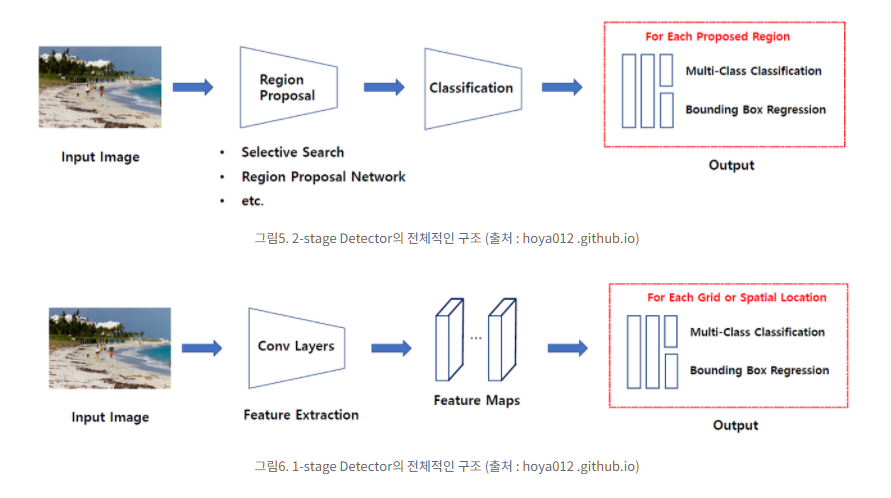 For Each Proposed Region
Region
Proposal
Classification
Multi-Class Classification
Bounding Box Regression
Input Image
Output
• Selective Search
• Region Proposal Network
• etc.
그림5. 2-stage Detector의 전체적인 구조 (출처 : hoya012 .github.io)
For Each Grid or Spatial Location
Conv Layers
...
Multi-Class Classification
Bounding Box Regression
Feature Maps
Input Image
Feature Extraction
Output
그림6. 1-stage Detector의 전체적인 구조 (출처 : hoya012 .github.io)